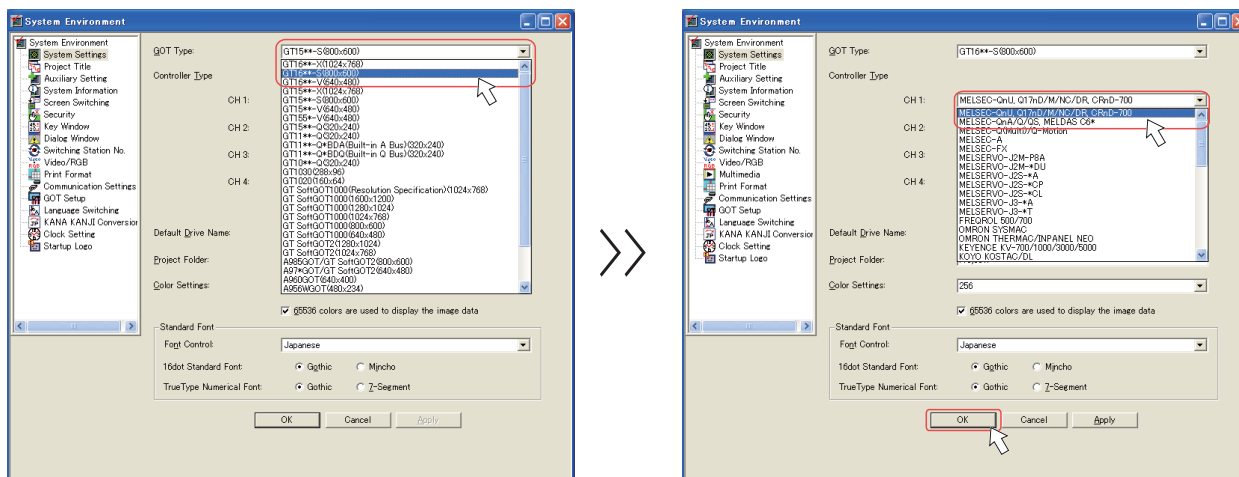 System Environment
System Environment
System Settings
Project Title
Auxiliary Setting
System Information
Screen Switching
Security
Key Window
Dialog Window
Switching Station No.
Video/RGB
Print Format
Communication Settings
GOT Setup
Language Switching
KANA KANJI Conversior
Clock Setting
Startup Logo
GOT Type:
GT15**-S(800x600)
GT16**-X(1024x768)
GT16**-S(800x600)
GT16**-V(640x480)
GT15**-X(1024x768)
GT15**-S(800x600)
GT15**-V(640x480)
GT155*-V(640x480)
GT15**-Q(320x240)
GT11**-Q(320x240)
GT11**-Q*BDA(Built-in A Bus)(320x240)
GT11**-Q*BDQ(Built-in Q Bus)(320x240)
GT10**-Q(320x240)
GT1030(288x96)
GT1020(160x64)
GT SoftGOT1000(Resolution Specification)(1024x768)
GT SoftGOT1000(1600x1200)
GT SoftGOT1000(1280x1024)
GT SoftGOT1000(1024x768)
GT SoftGOT1000(800x600)
GT SoftGOT1000(640x480)
GT SoftGOT2(1280x1024)
GT SoftGOT2(1024x768)
A985GOT/GT SoftGOT2(800x600)
A97*GOT/GT SoftGOT2(640x480)
A960GOT(640x400)
A956WGOT(480x234)
Controller Type
CH 1:
CH 2:
CH 3:
CH 4:
Default Drive Name:
Project Folder:
Color Settings:
65536 colors are used to display the image data
Standard Font
Font Control:
Japanese
16dot Standard Font:
Gothic
Mincho
TrueType Numerical Font:
Gothic
7-Segment
OK
Cancel
Apply
System Environment
System Environment
System Settings
Project Title
Auxiliary Setting
System Information
Screen Switching
Security
Key Window
Dialog Window
Switching Station No.
Video/RGB
Multimedia
Print Format
Communication Settings
GOT Setup
Language Switching
KANA KANJI Conversior
Clock Setting
Startup Logo
GOT Type:
GT16**-S(800x600)
Controller Type
CH 1:
MELSEC-QnU, Q17nD/M/NC/DR, CRnD-700
MELSEC-QnU, Q17nD/M/NC/DR, CRnD-700
MELSEC-QnA/Q/QS, MELDAS C6*
MELSEC-Q(Multi)/Q-Motion
MELSEC-A
MELSEC-FX
MELSERVO-J2M-P8A
MELSERVO-J2M-*DU
MELSERVO-J2S-*A
MELSERVO-J2S-*CP
MELSERVO-J2S-*CL
MELSERVO-J3-*A
MELSERVO-J3-*T
FREQROL 500/700
OMRON SYSMAC
OMRON THERMAC/INPANEL NEO
KEYENCE KV-700/1000/3000/5000
KOYO KOSTAC/DL
CH 2:
CH 3:
CH 4:
Default Drive Name:
Project Folder:
Color Settings:
256
65536 colors are used to display the image data
Standard Font
Font Control:
Japanese
16dot Standard Font:
Gothic
Mincho
TrueType Numerical Font:
Gothic
7-Segment
OK
Cancel
Apply